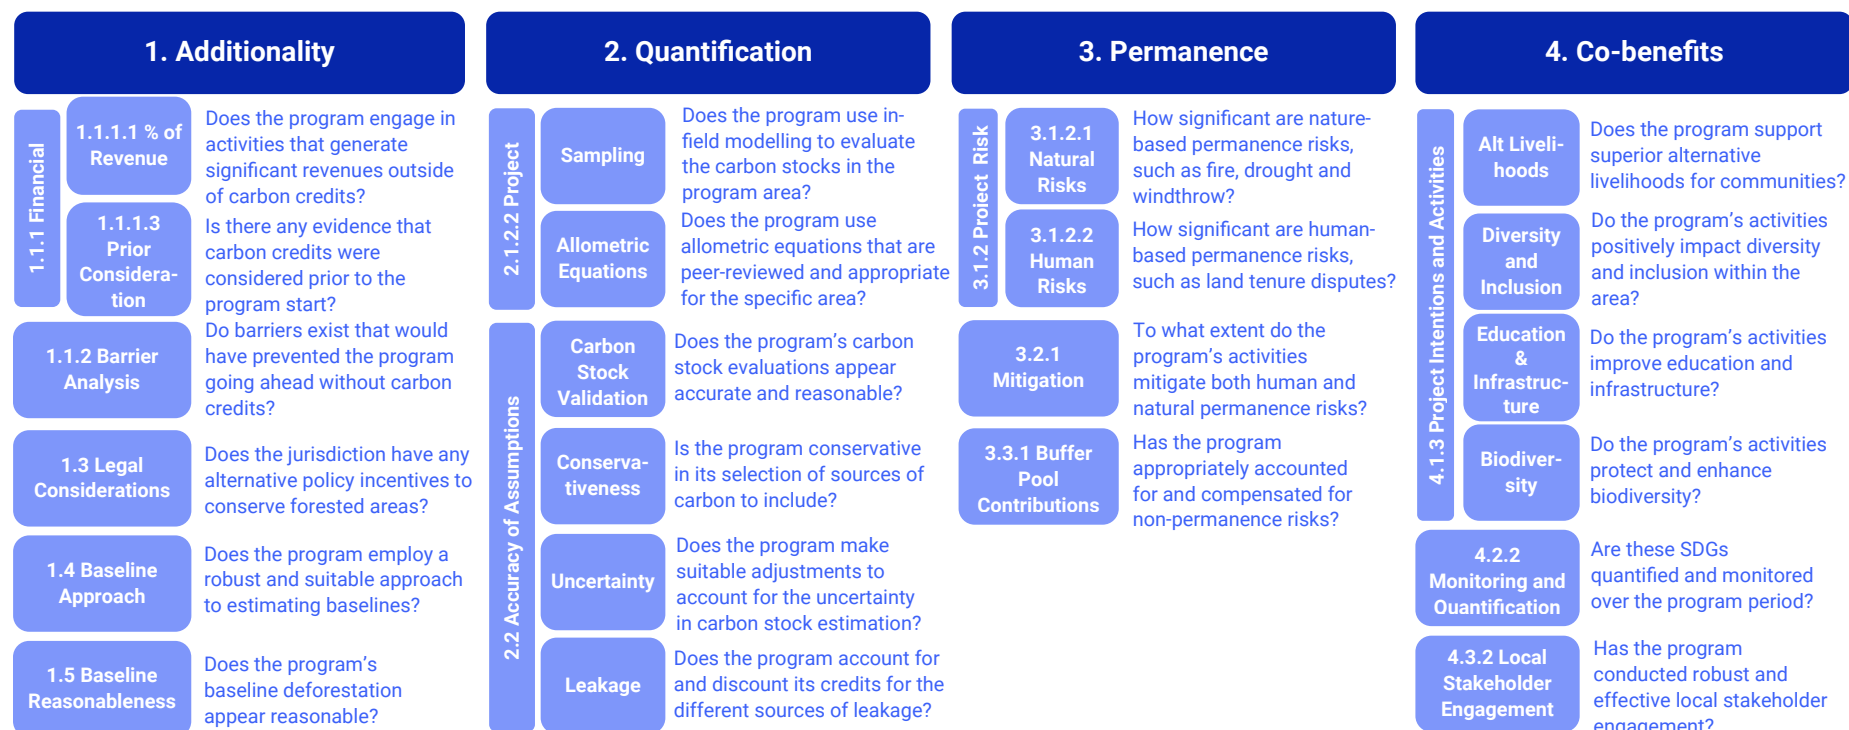 1. Additionality
1.1.1 Financial
1.1.1.1 % of
Revenue
Does the program engage in
activities that generate
significant revenues outside
of carbon credits?
1.1.1.3
Prior
Considera-
tion
Is there any evidence that
carbon credits were
considered prior to the
program start?
1.1.2 Barrier
Analysis
Do barriers exist that would
have prevented the program
going ahead without carbon
credits?
1.3 Legal
Considerations
Does the jurisdiction have any
alternative policy incentives to
conserve forested areas?
1.4 Baseline
Approach
Does the program employ a
robust and suitable approach
to estimating baselines?
1.5 Baseline
Reasonableness
Does the program's
baseline deforestation
appear reasonable?
2. Quantification
2.1.2.2 Project
Sampling
Does the program use in-
field modelling to evaluate
the carbon stocks in the
program area?
Allometric
Equations
Does the program use
allometric equations that are
peer-reviewed and appropriate
for the specific area?
2.2 Accuracy of Assumptions
Carbon
Stock
Validation
Does the program's carbon
stock evaluations appear
accurate and reasonable?
Conserva-
tiveness
Is the program conservative
in its selection of sources of
carbon to include?
Uncertainty
Does the program make
suitable adjustments to
account for the uncertainty
in carbon stock estimation?
Leakage
Does the program account for
and discount its credits for the
different sources of leakage?
3. Permanence
3.1.2 Project Risk
3.1.2.1
Natural
Risks
How significant are nature-
based permanence risks,
such as fire, drought and
windthrow?
3.1.2.2
Human
Risks
How significant are human-
based permanence risks,
such as land tenure disputes?
3.2.1
Mitigation
To what extent do the
program's activities
mitigate both human and
natural permanence risks?
3.3.1 Buffer
Pool
Contributions
Has the program
appropriately accounted
for and compensated for
non-permanence risks?
4. Co-benefits
4.1.3 Project Intentions and Activities
Alt Liveli-
hoods
Does the program support
superior alternative
livelihoods for communities?
Diversity
and
Inclusion
Do the program's activities
positively impact diversity
and inclusion within the
area?
Education
&
Infrastruc-
ture
Do the program's activities
improve education and
infrastructure?
Biodiver-
sity
Do the program's activities
protect and enhance
biodiversity?
4.2.2
Monitoring and
Quantification
Are these SDGs
quantified and monitored
over the program period?
4.3.2 Local
Stakeholder
Engagement
Has the program
conducted robust and
effective local stakeholder
engagement?